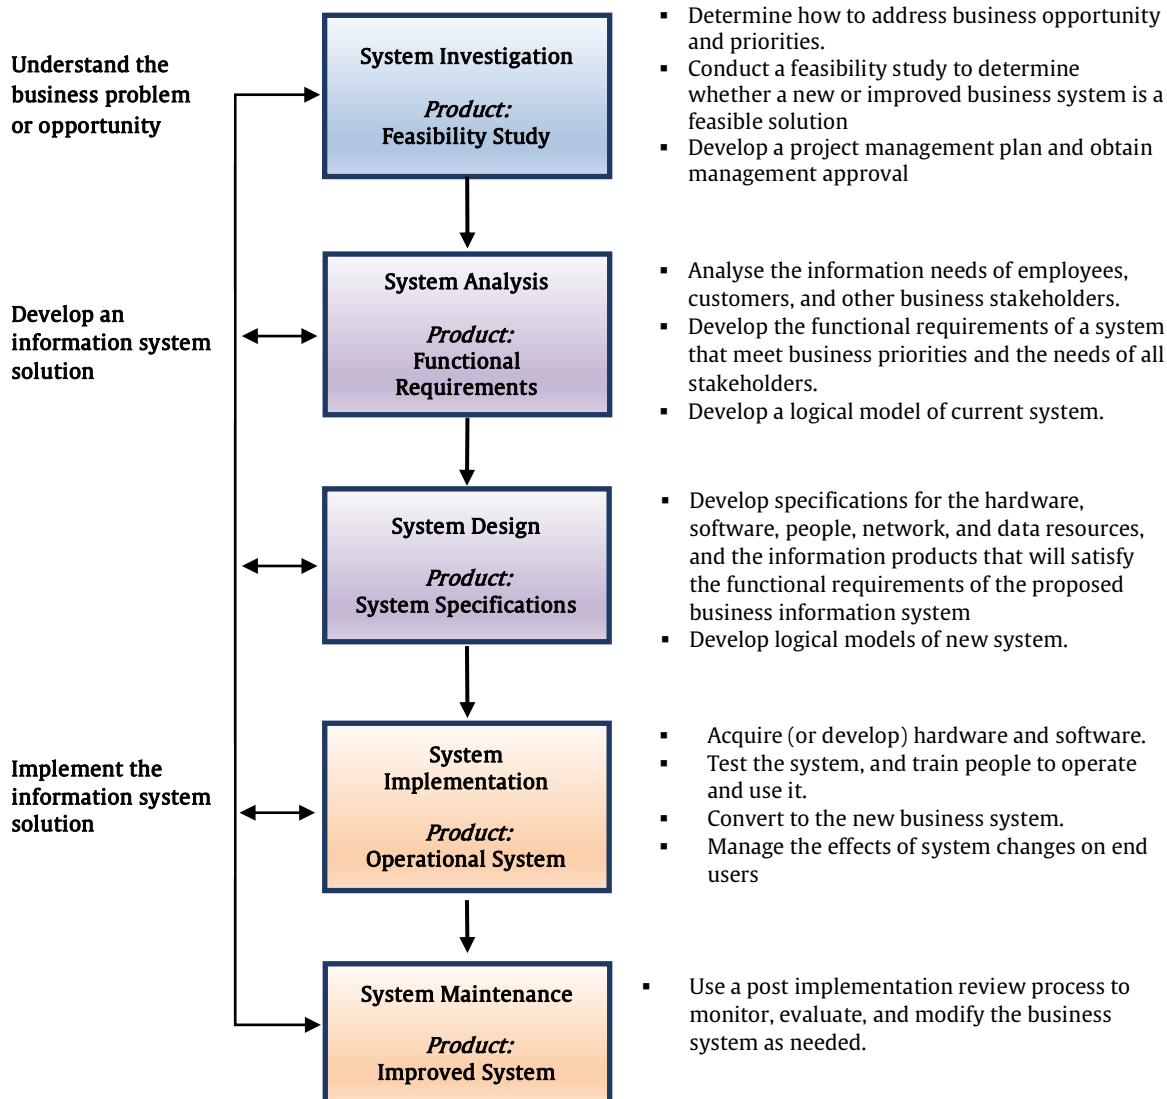 Understand the
business problem
or opportunity
System Investigation
Product:
Feasibility Study
▪ Determine how to address business opportunity
and priorities.
▪ Conduct a feasibility study to determine
whether a new or improved business system is a
feasible solution
▪ Develop a project management plan and obtain
management approval
Develop an
information system
solution
System Analysis
Product:
Functional
Requirements
▪ Analyse the information needs of employees,
customers, and other business stakeholders.
▪ Develop the functional requirements of a system
that meet business priorities and the needs of all
stakeholders.
▪ Develop a logical model of current system.
System Design
Product:
System Specifications
▪ Develop specifications for the hardware,
software, people, network, and data resources,
and the information products that will satisfy
the functional requirements of the proposed
business information system
▪ Develop logical models of new system.
Implement the
information system
solution
System
Implementation
Product:
Operational System
▪ Acquire (or develop) hardware and software.
▪ Test the system, and train people to operate
and use it.
▪ Convert to the new business system.
▪ Manage the effects of system changes on end
users
System Maintenance
Product:
Improved System
▪ Use a post implementation review process to
monitor, evaluate, and modify the business
system as needed.